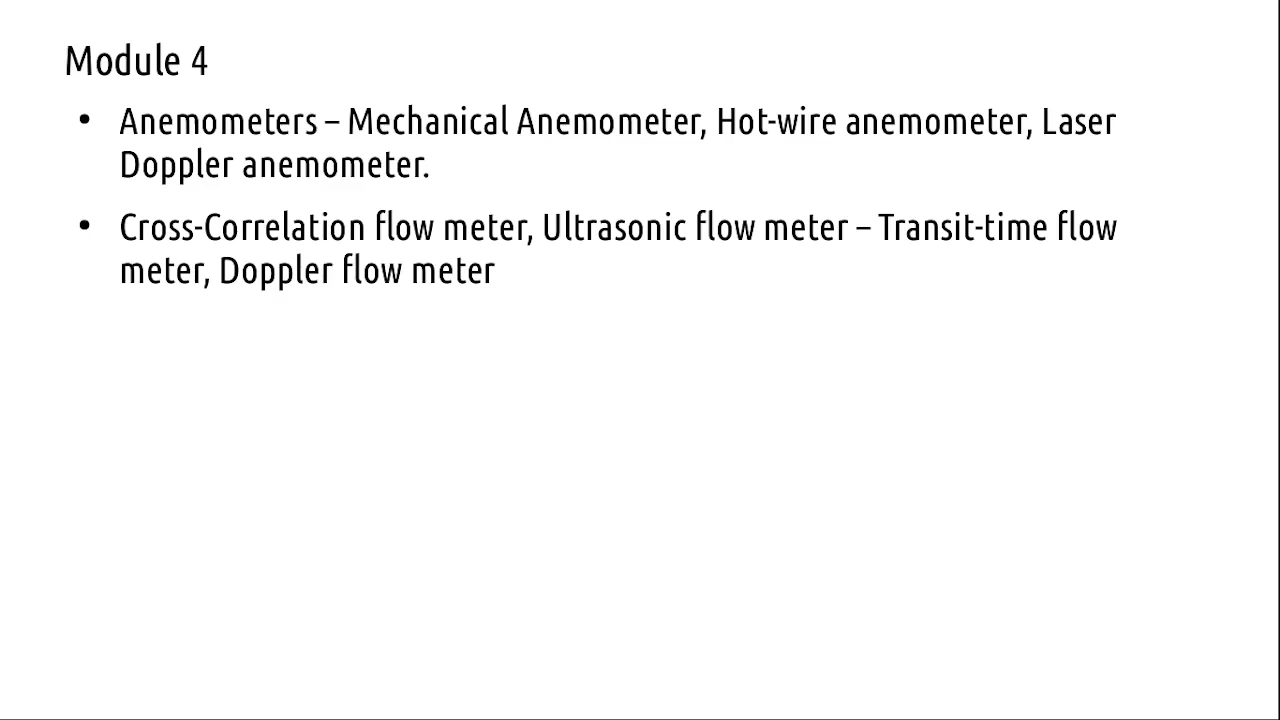 Module 4
• Anemometers – Mechanical Anemometer, Hot-wire anemometer, Laser
Doppler anemometer.
• Cross-Correlation flow meter, Ultrasonic flow meter – Transit-time flow
meter, Doppler flow meter